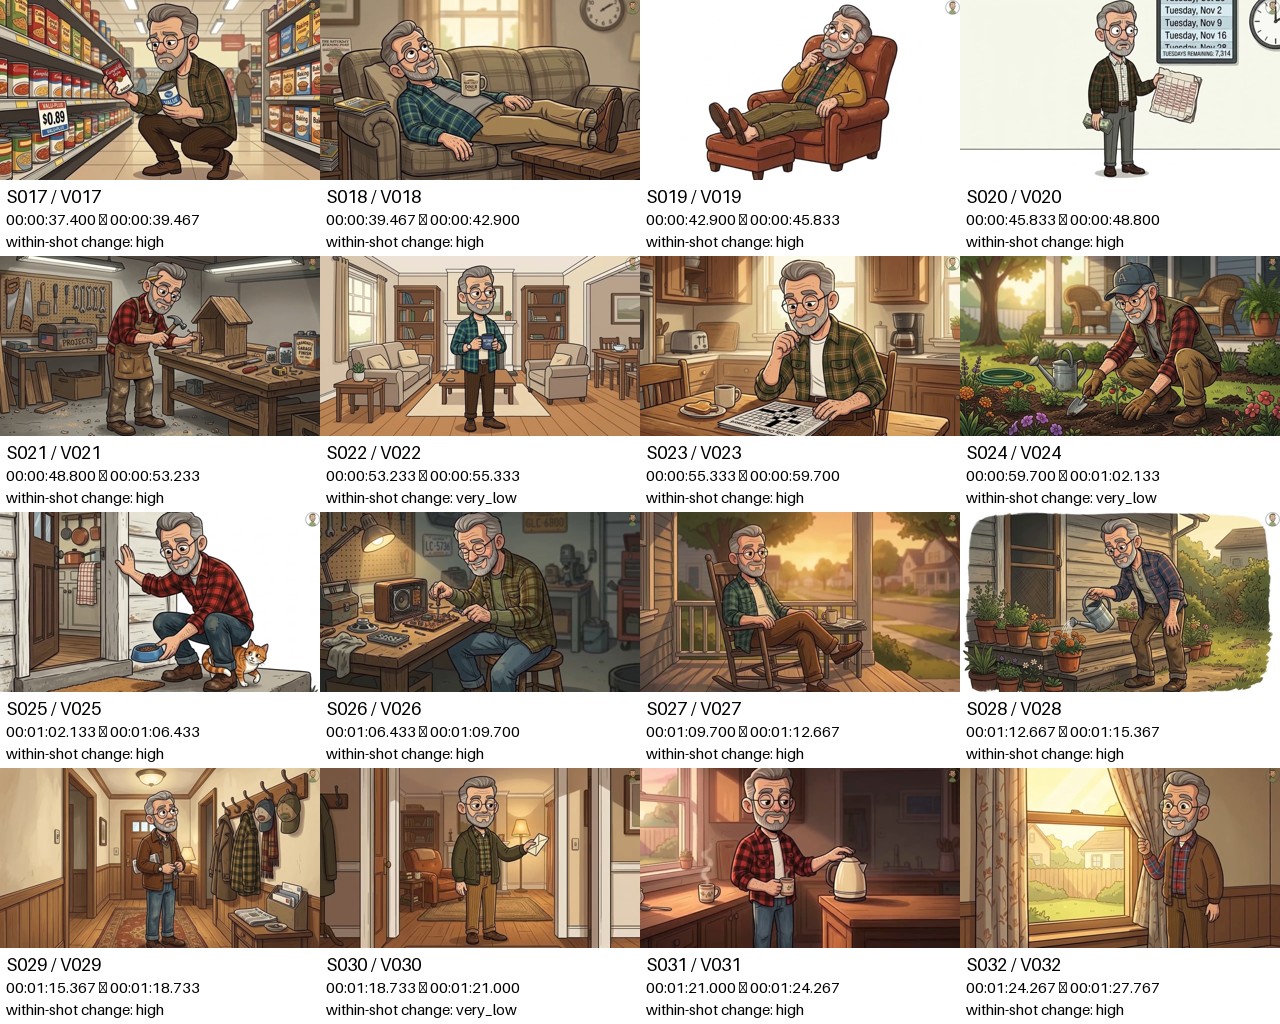 VALU-PLUS
$0.89
Tuesday, Nov 2
Tuesday, Nov 9
Tuesday, Nov 16
TUESDAYS REMAINING: 7,314
S017 / V017
00:00:37.400 00:00:39.467
within-shot change: high
S018 / V018
00:00:39.467 00:00:42.900
within-shot change: high
S019 / V019
00:00:42.900 00:00:45.833
within-shot change: high
S020 / V020
00:00:45.833 00:00:48.800
within-shot change: high
PROJECTS
S021 / V021
00:00:48.800 00:00:53.233
within-shot change: high
S022 / V022
00:00:53.233 00:00:55.333
within-shot change: very_low
S023 / V023
00:00:55.333 00:00:59.700
within-shot change: high
A
S024 / V024
00:00:59.700 00:01:02.133
within-shot change: very_low
S025 / V025
00:01:02.133 00:01:06.433
within-shot change: high
S026 / V026
00:01:06.433 00:01:09.700
within-shot change: high
S027 / V027
00:01:09.700 00:01:12.667
within-shot change: high
S028 / V028
00:01:12.667 00:01:15.367
within-shot change: high
S029 / V029
00:01:15.367 00:01:18.733
within-shot change: high
S030 / V030
00:01:18.733 00:01:21.000
within-shot change: very_low
S031 / V031
00:01:21.000 00:01:24.267
within-shot change: high
S032 / V032
00:01:24.267 00:01:27.767
within-shot change: high